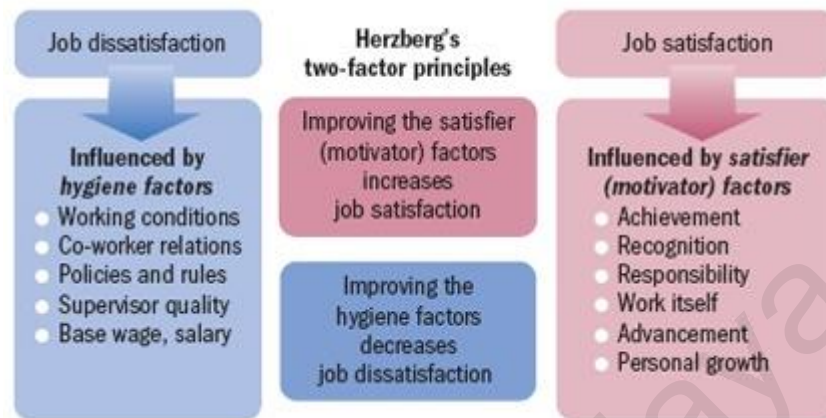 Job dissatisfaction
Influenced by
hygiene factors
Working conditions
Co-worker relations
Policies and rules
Supervisor quality
Base wage, salary
Herzberg's
two-factor principles
Improving the satisfier
(motivator) factors
increases
job satisfaction
Improving the
hygiene factors
decreases
job dissatisfaction
Job satisfaction
Influenced by satisfier
(motivator) factors
Achievement
Recognition
Responsibility
Work itself
Advancement
Personal growth